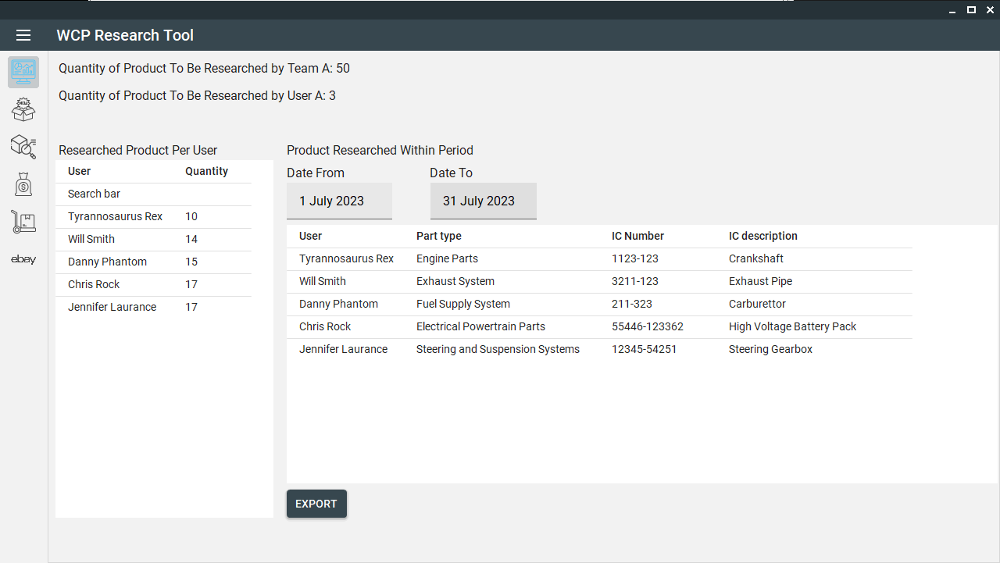 WCP Research Tool
Quantity of Product To Be Researched by Team A: 50
Quantity of Product To Be Researched by User A: 3
Researched Product Per User
User Quantity
Search bar
Tyrannosaurus Rex 10
Will Smith 14
Danny Phantom 15
Chris Rock 17
Jennifer Laurance 17
Product Researched Within Period
Date From Date To
1 July 2023 31 July 2023
User Part type IC Number IC description
Tyrannosaurus Rex Engine Parts 1123-123 Crankshaft
Will Smith Exhaust System 3211-123 Exhaust Pipe
Danny Phantom Fuel Supply System 211-323 Carburettor
Chris Rock Electrical Powertrain Parts 55446-123362 High Voltage Battery Pack
Jennifer Laurance Steering and Suspension Systems 12345-54251 Steering Gearbox
EXPORT
NEW
$
ebay